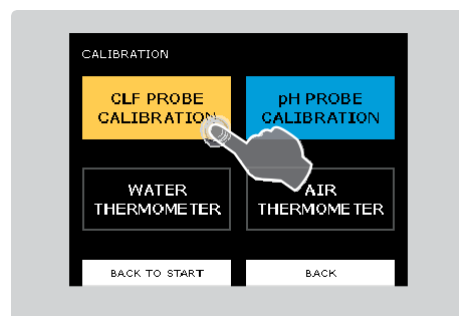 CALIBRATION
CLF PROBE
CALIBRATION
pH PROBE
CALIBRATION
WATER
THERMOMETER
AIR
THERMOMETER
BACK TO START
BACK